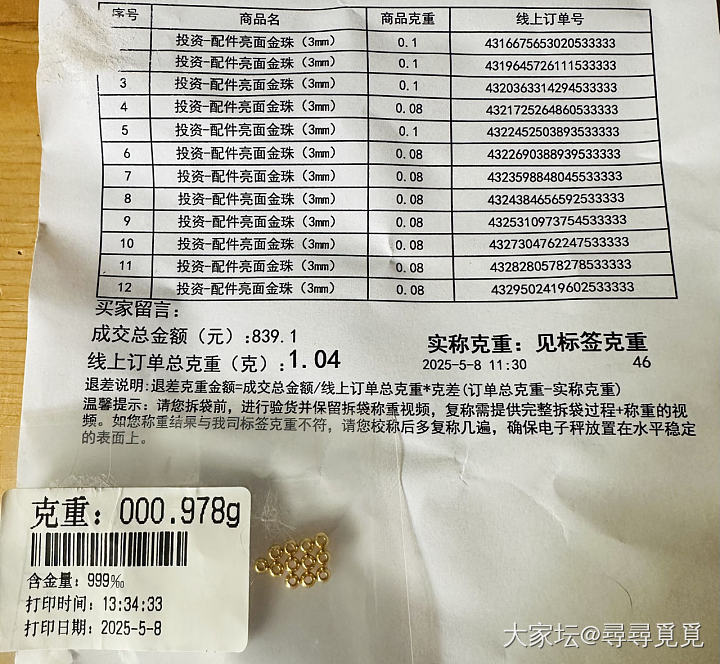 序号 商品名 商品克重 线上订单号
投资-配件亮面金珠（3mm） 0.1 4316675653020533333
投资-配件亮面金珠（3mm） 0.1 4319645726111533333
3 投资-配件亮面金珠（3mm） 0.1 4320363314294533333
4 投资-配件亮面金珠（3mm） 0.08 4321725264860533333
5 投资-配件亮面金珠（3mm） 0.1 4322452503893533333
6 投资-配件亮面金珠（3mm） 0.08 4322690388939533333
7 投资-配件亮面金珠（3mm） 0.08 4323598848045533333
8 投资-配件亮面金珠（3mm） 0.08 4324384656592533333
9 投资-配件亮面金珠（3mm） 0.08 4325310973754533333
10 投资-配件亮面金珠（3mm） 0.08 4327304762247533333
11 投资-配件亮面金珠（3mm） 0.08 4328280578278533333
12 投资-配件亮面金珠（3mm） 0.08 4329502419602533333
买家留言：
成交总金额（元）:839.1 实称克重：见标签克重
线上订单总克重（克）:1.04 2025-5-8 11:30 46
退差说明:退差克重金额=成交总金额/线上订单总克重*克差(订单总克重-实称克重)
温馨提示：请您拆袋前，进行验货并保留拆袋称重视频，复称需提供完整拆袋过程+称重的视
频。如您称重结果与我司标签克重不符，请您校称后多复称几遍，确保电子秤放置在水平稳定
的表面上。
克重：000.978g
含金量：999‰
打印时间：13:34:33
打印日期：2025-5-8
大家坛@尋尋覓覓